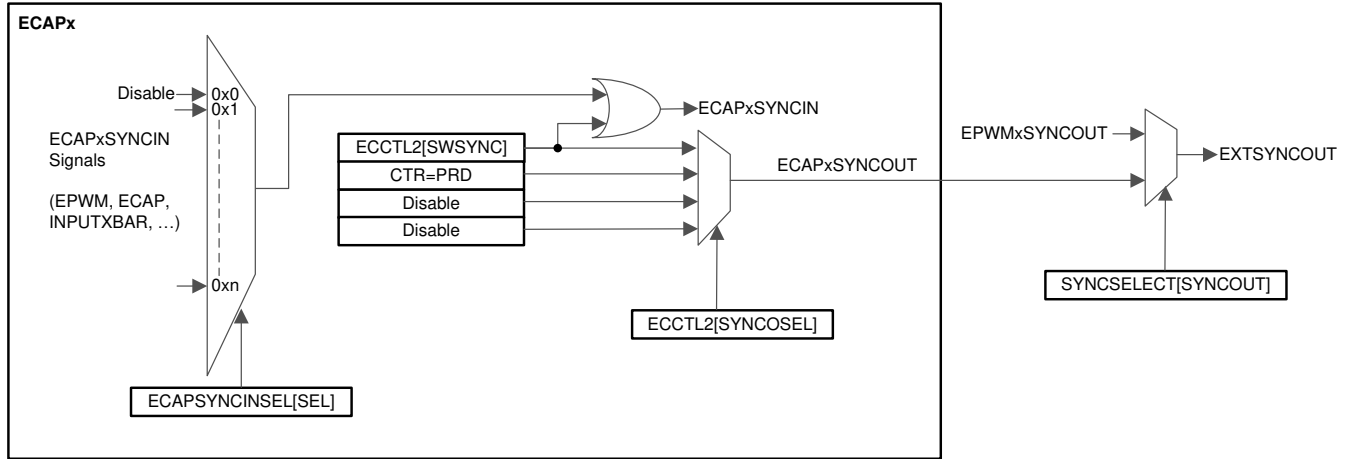 ECAPx
Disable
0x0
0x1
ECAPxSYNCIN
Signals
(EPWM, ECAP,
INPUTXBAR, …)
0xn
ECAPSYNCINSEL[SEL]
ECAPxSYNCIN
ECCTL2[SWSYNC]
CTR=PRD
Disable
Disable
ECAPxSYNCOUT
ECCTL2[SYNCOSEL]
EPWMxSYNCOUT
EXTSYNCOUT
SYNCSELECT[SYNCOUT]